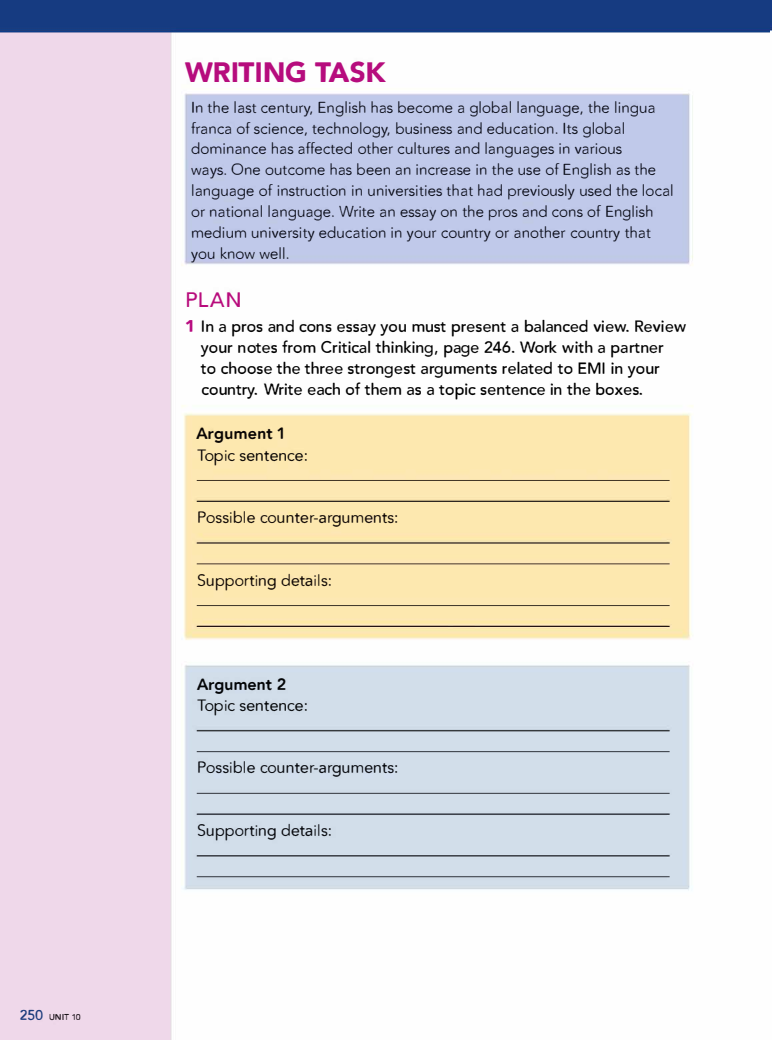 WRITING TASK
In the last century, English has become a global language, the lingua
franca of science, technology, business and education. Its global
dominance has affected other cultures and languages in various
ways. One outcome has been an increase in the use of English as the
language of instruction in universities that had previously used the local
or national language. Write an essay on the pros and cons of English
medium university education in your country or another country that
you know well.
PLAN
1 In a pros and cons essay you must present a balanced view. Review
your notes from Critical thinking, page 246. Work with a partner
to choose the three strongest arguments related to EMI in your
country. Write each of them as a topic sentence in the boxes.
Argument 1
Topic sentence:
Possible counter-arguments:
Supporting details:
Argument 2
Topic sentence:
Possible counter-arguments:
Supporting details:
250 UNIT 10